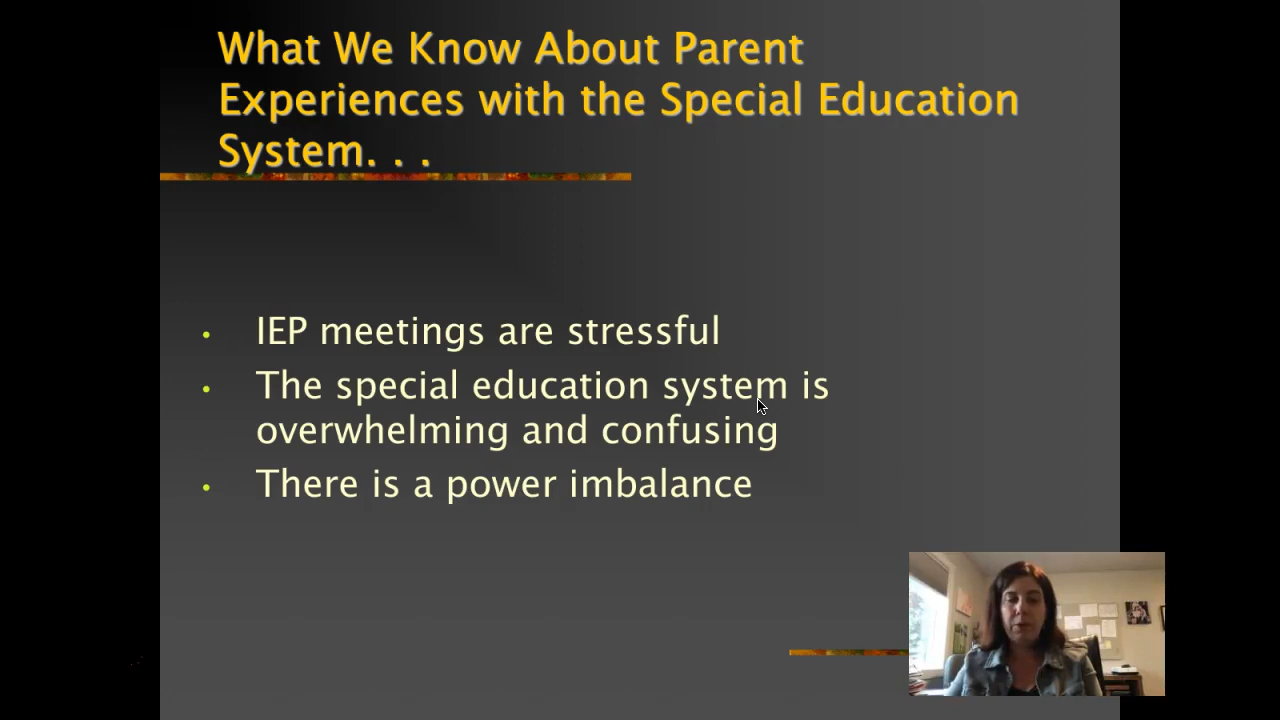 What We Know About Parent
Experiences with the Special Education
System. . .
• IEP meetings are stressful
• The special education system is
overwhelming and confusing
• There is a power imbalance